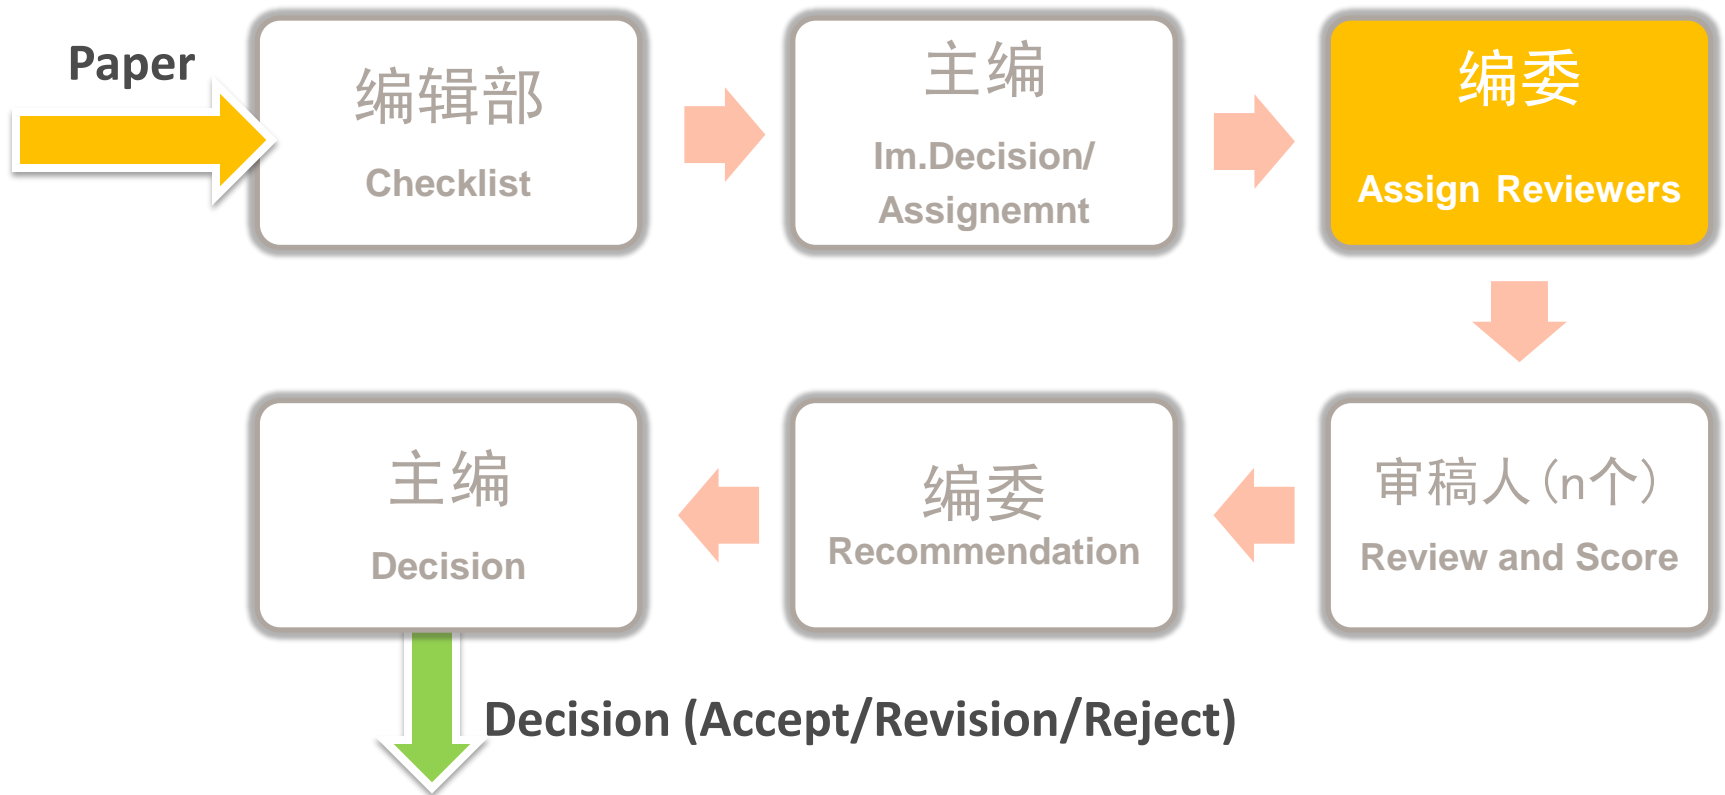 Paper
编辑部
Checklist
主编
Im.Decision/
Assignemnt
编委
Assign Reviewers
审稿人(n个)
Review and Score
编委
Recommendation
主编
Decision
Decision (Accept/Revision/Reject)